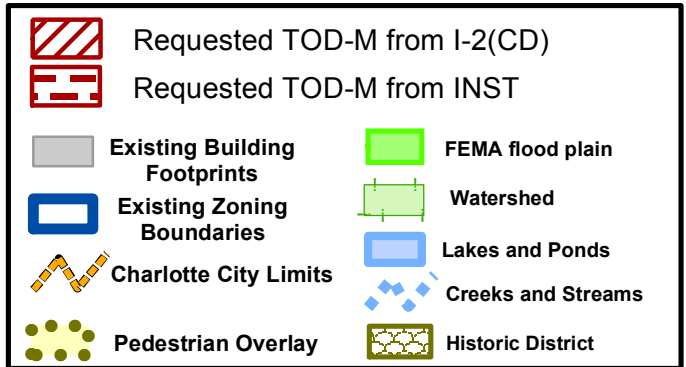 Requested TOD-M from I-2(CD)
Requested TOD-M from INST
Existing Building
Footprints
Existing Zoning
Boundaries
Charlotte City Limits
Pedestrian Overlay
FEMA flood plain
Watershed
Lakes and Ponds
Creeks and Streams
Historic District